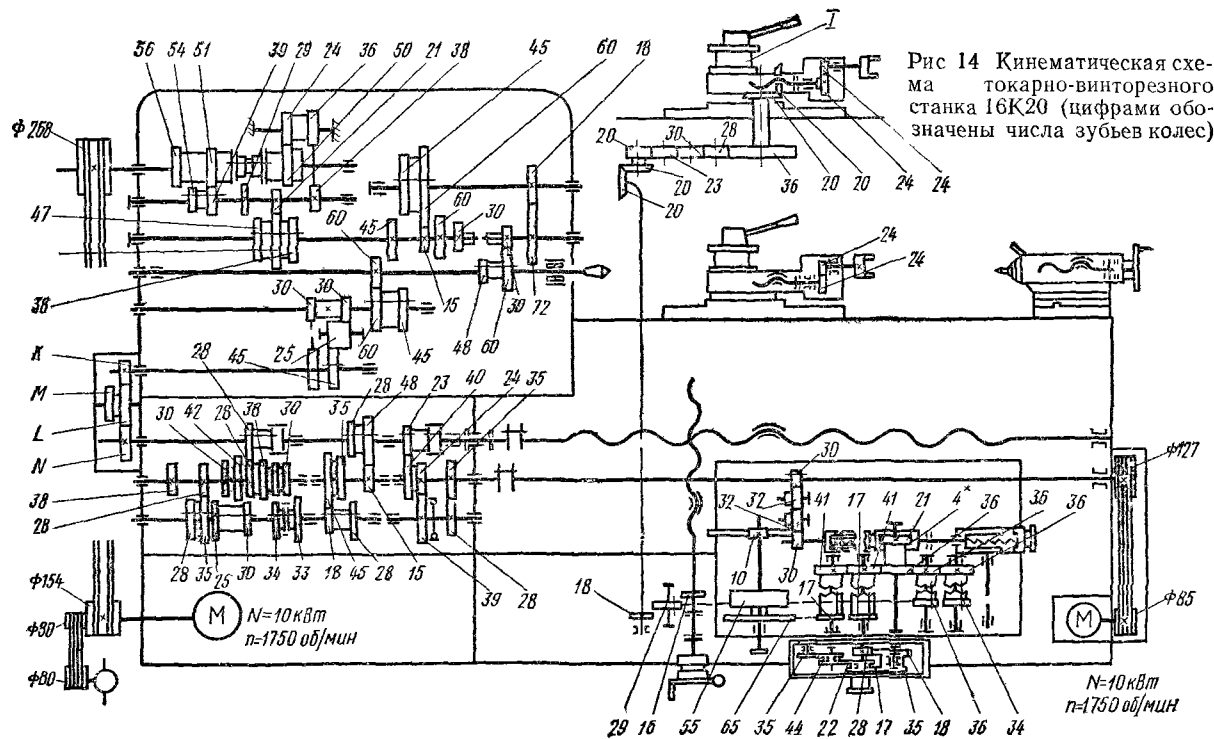 56 54 51 39 29 24 36 50 21 38 45 60 18
I
Рис 14 Кинематическая схе-
ма токарно-винторезного
станка 16К20 (цифрами обо-
значены числа зубьев колес)
Ф268
20 30 28
20 23 36 20 20 24 24
20
47
60 45 60 30
24
24
38
30 30 15 30 72
48 60
25 60 45
K
28 45
M
28 48 23 40 24 35
30 42 28 38 30 35
L
N
Ф127
30
38
32 32 41 17 41 21 4× 36 36 36
28
28 35 25 30 34 33 18 45 28 15 39 28
10 30
18
17
Ф154
M
N=10 кВт
n=1750 об/мин
Ф80
Ф80
M
Ф85
N=10 кВт
n=1750 об/мин
29 16 55 65 35 44 22 28 17 35 18 36 34